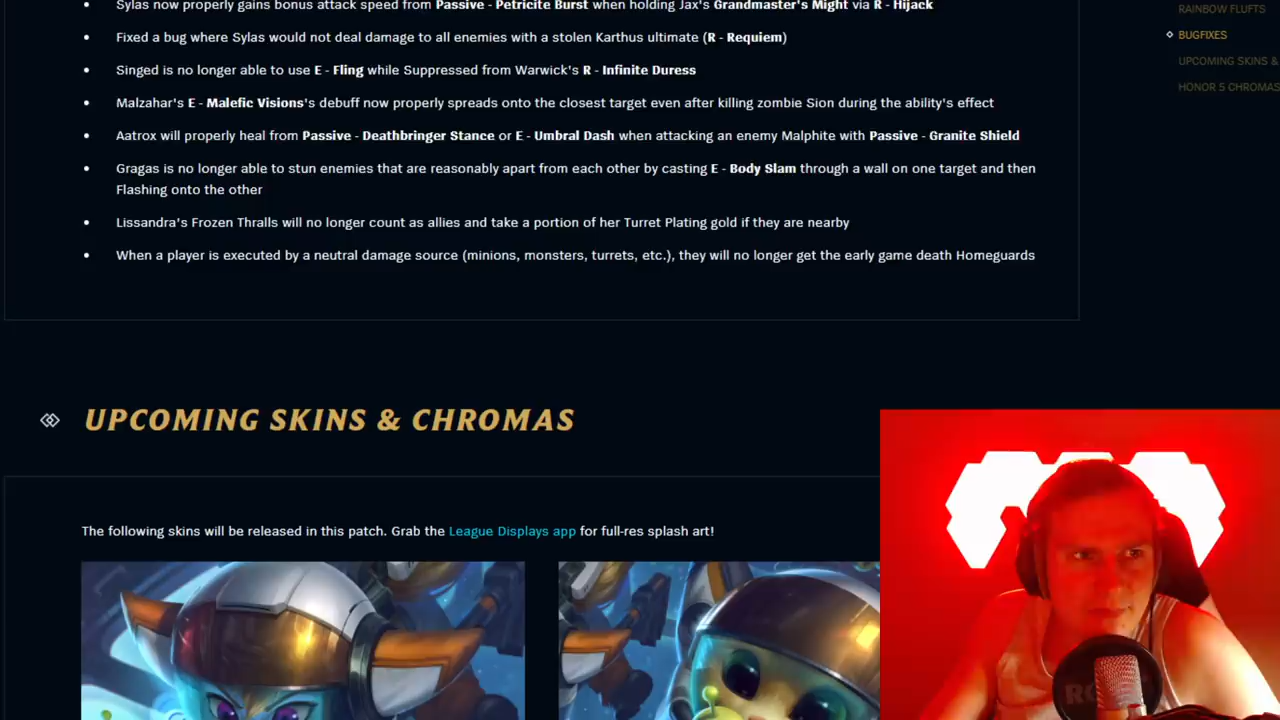 Sylas now properly gains bonus attack speed from Passive - Petricite Burst when holding Jax's Grandmaster's Might via R - Hijack
Fixed a bug where Sylas would not deal damage to all enemies with a stolen Karthus ultimate (R - Requiem)
Singed is no longer able to use E - Fling while Suppressed from Warwick's R - Infinite Duress
Malzahar's E - Malefic Visions's debuff now properly spreads onto the closest target even after killing zombie Sion during the ability's effect
Aatrox will properly heal from Passive - Deathbringer Stance or E - Umbral Dash when attacking an enemy Malphite with Passive - Granite Shield
Gragas is no longer able to stun enemies that are reasonably apart from each other by casting E - Body Slam through a wall on one target and then
Flashing onto the other
Lissandra's Frozen Thralls will no longer count as allies and take a portion of her Turret Plating gold if they are nearby
When a player is executed by a neutral damage source (minions, monsters, turrets, etc.), they will no longer get the early game death Homeguards
RAINBOW FLUFTS
BUGFIXES
UPCOMING SKINS &
HONOR 5 CHROMAS
UPCOMING SKINS & CHROMAS
The following skins will be released in this patch. Grab the League Displays app for full-res splash art!